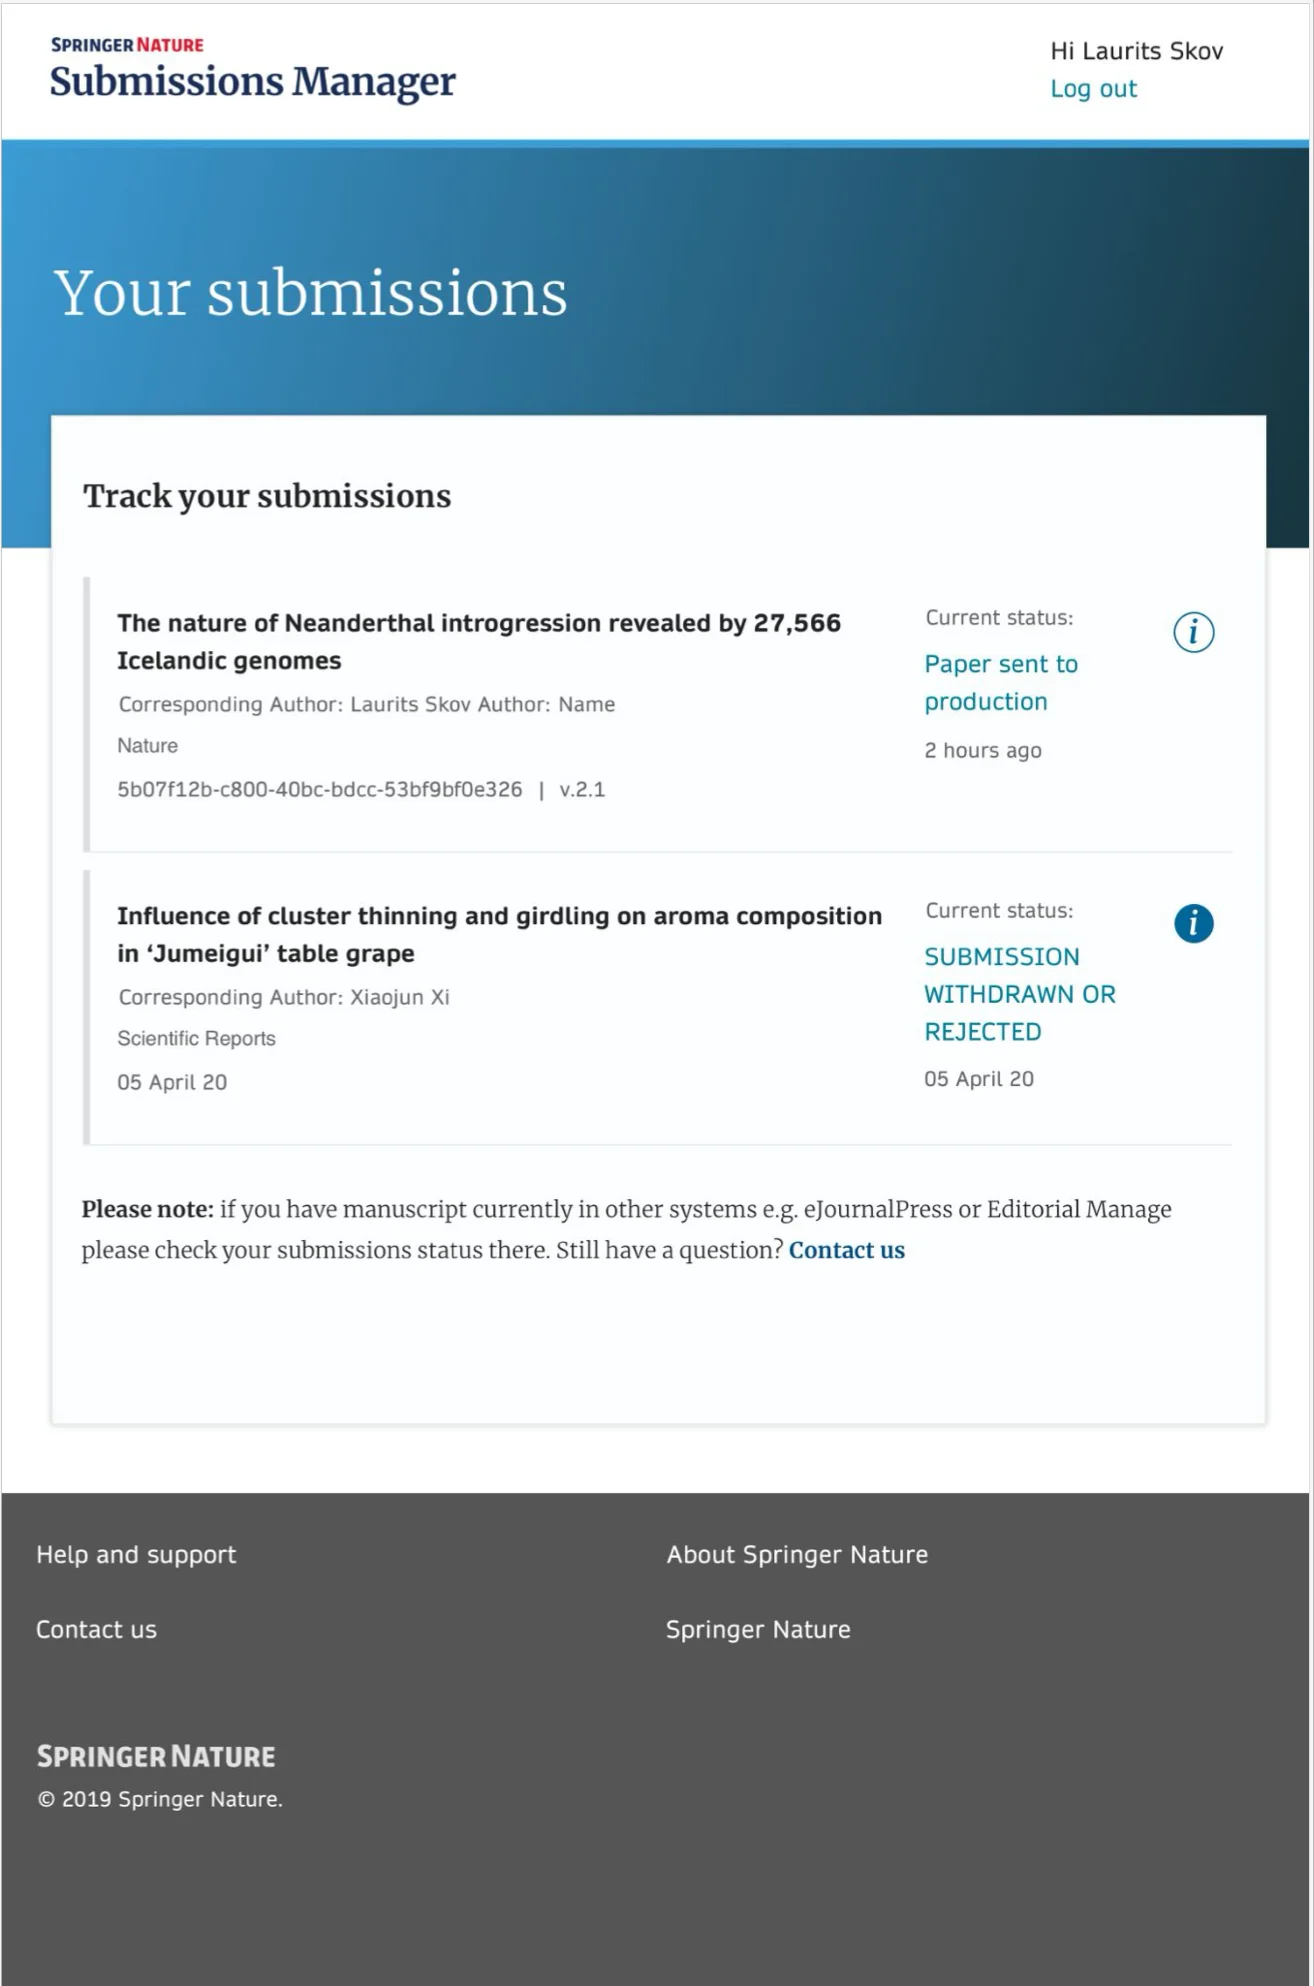 SPRINGER NATURE
Submissions Manager
Hi Laurits Skov
Log out
Your submissions
Track your submissions
The nature of Neanderthal introgression revealed by 27,566
Icelandic genomes
Corresponding Author: Laurits Skov Author: Name
Nature
5b07f12b-c800-40bc-bdcc-53bf9bf0e326 | v.2.1
Current status:
Paper sent to
production
2 hours ago
i
Influence of cluster thinning and girdling on aroma composition
in ‘Jumeigui’ table grape
Corresponding Author: Xiaojun Xi
Scientific Reports
05 April 20
Current status:
SUBMISSION
WITHDRAWN OR
REJECTED
05 April 20
i
Please note: if you have manuscript currently in other systems e.g. eJournalPress or Editorial Manage
please check your submissions status there. Still have a question? Contact us
Help and support
About Springer Nature
Contact us
Springer Nature
SPRINGER NATURE
© 2019 Springer Nature.